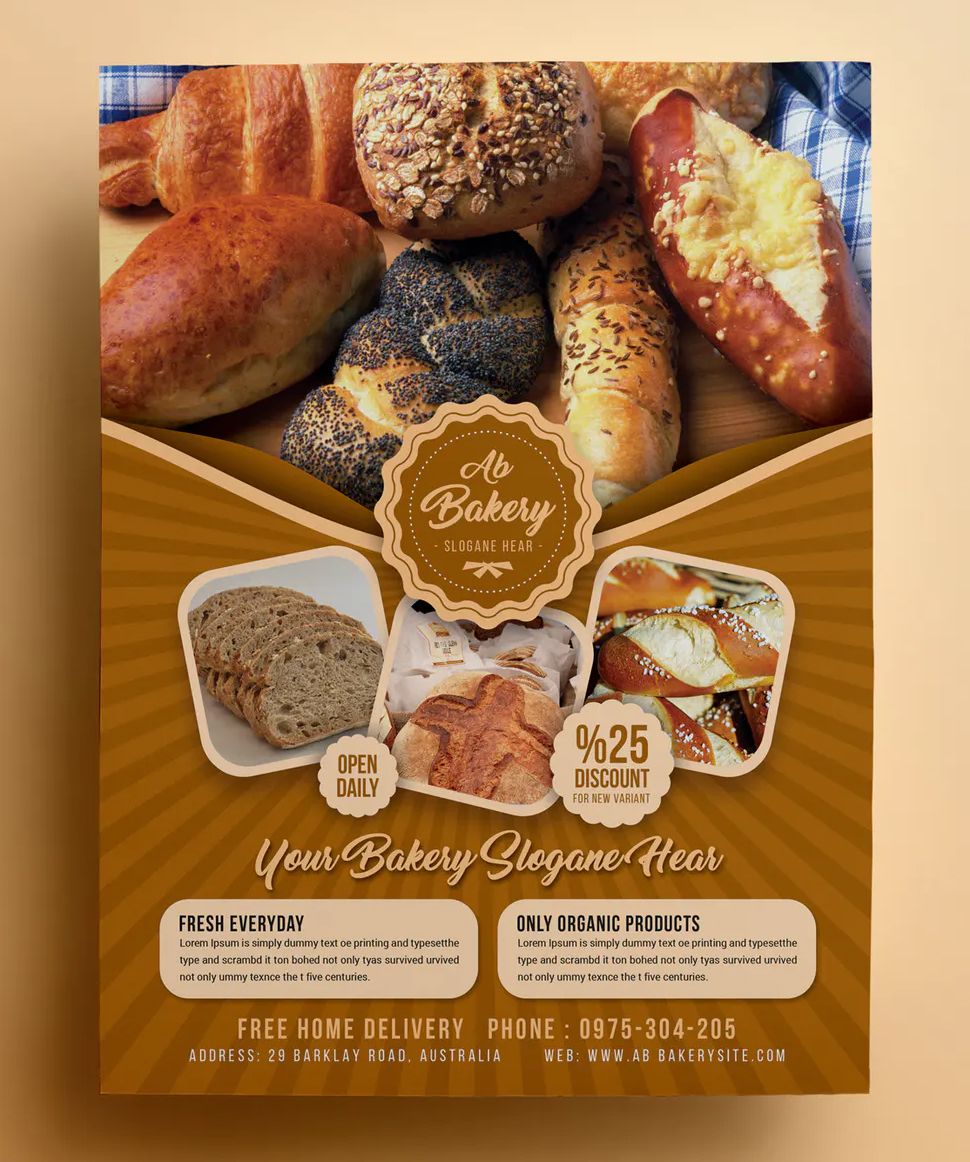 Ab
Bakery
- SLOGANE HEAR -
OPEN
DAILY
%25
DISCOUNT
FOR NEW VARIANT
Your Bakery Slogane Hear
FRESH EVERYDAY
Lorem Ipsum is simply dummy text oe printing and typesetthe
type and scrambd it ton bohed not only tyas survived urvived
not only ummy texnce the t five centuries.
ONLY ORGANIC PRODUCTS
Lorem Ipsum is simply dummy text oe printing and typesetthe
type and scrambd it ton bohed not only tyas survived urvived
not only ummy texnce the t five centuries.
FREE HOME DELIVERY PHONE : 0975-304-205
ADDRESS: 29 BARKLAY ROAD, AUSTRALIA WEB: WWW.AB BAKERYSITE.COM